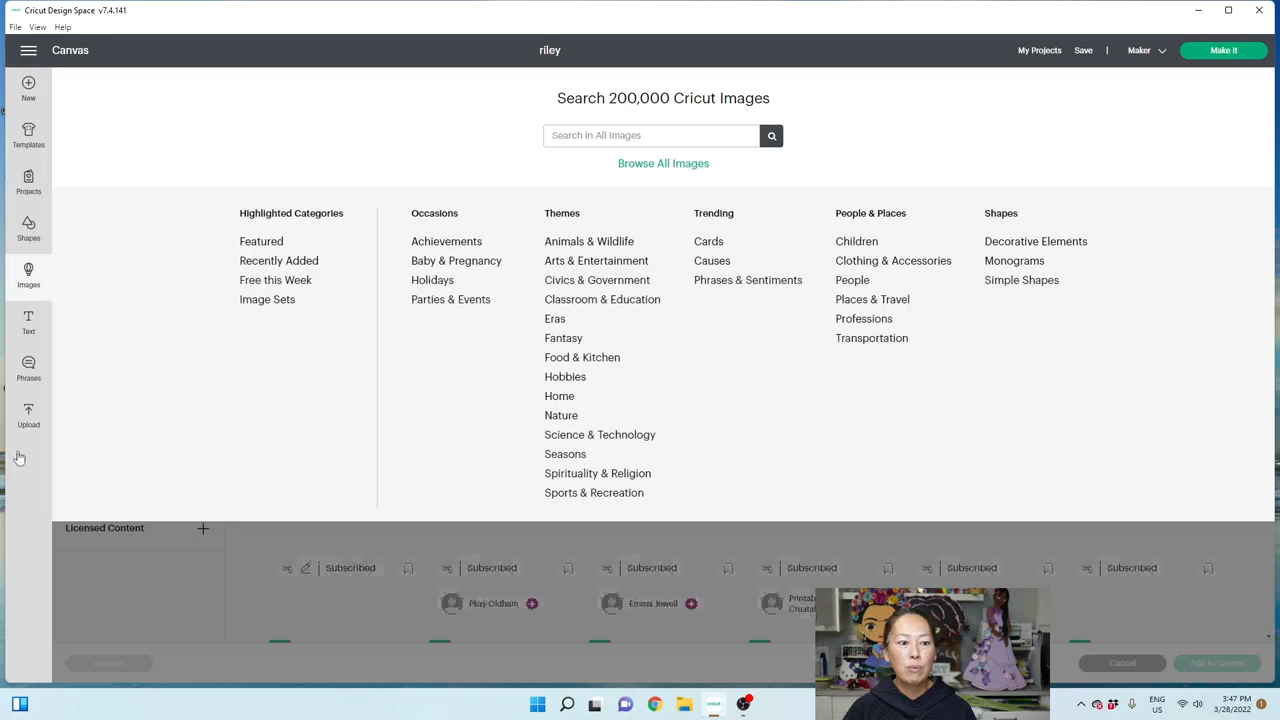 Cricut Design Space v7.4.141
File View Help
Canvas
riley
My Projects Save | Maker Make It
New
Templates
Projects
Shapes
Images
Text
Phrases
Upload
Search 200,000 Cricut Images
Search in All Images
Browse All Images
Highlighted Categories
Featured
Recently Added
Free this Week
Image Sets
Occasions
Achievements
Baby & Pregnancy
Holidays
Parties & Events
Themes
Animals & Wildlife
Arts & Entertainment
Civics & Government
Classroom & Education
Eras
Fantasy
Food & Kitchen
Hobbies
Home
Nature
Science & Technology
Seasons
Spirituality & Religion
Sports & Recreation
Trending
Cards
Causes
Phrases & Sentiments
People & Places
Children
Clothing & Accessories
People
Places & Travel
Professions
Transportation
Shapes
Decorative Elements
Monograms
Simple Shapes
Licensed Content
Subscribed Subscribed Subscribed Subscribed Subscribed Subscribed
Oldham Emma Jewell
Cancel Add to Canvas
cricut
ENG
US
3:47 PM
3/28/2022